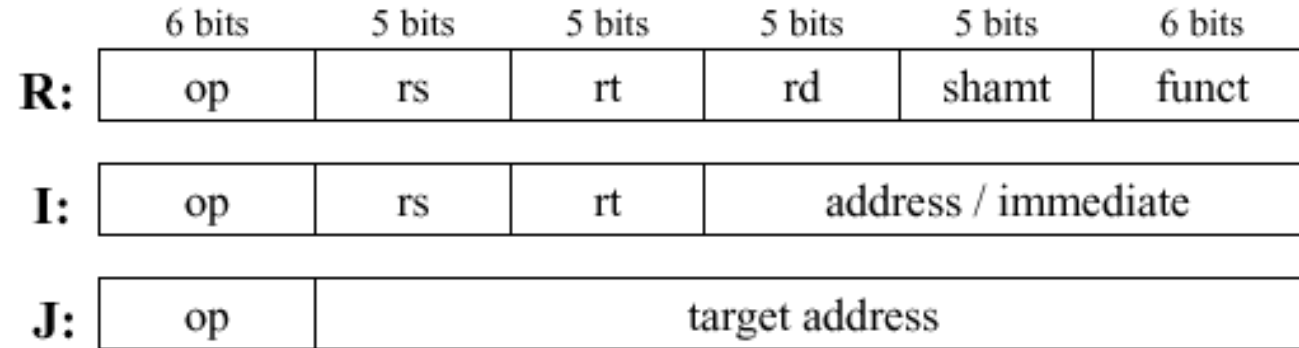 6 bits 5 bits 5 bits 5 bits 5 bits 6 bits
R: op rs rt rd shamt funct
I: op rs rt address / immediate
J: op target address